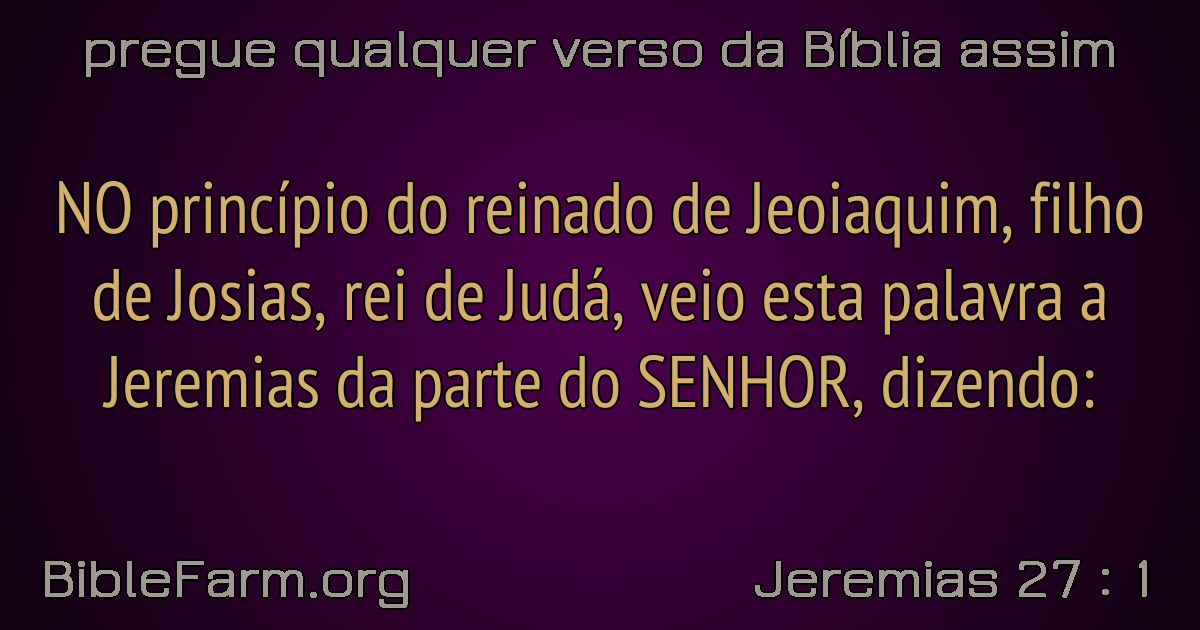 pregue qualquer verso da Bíblia assim
NO princípio do reinado de Jeoiaquim, filho
de Josias, rei de Judá, veio esta palavra a
Jeremias da parte do SENHOR, dizendo:
BibleFarm.org
Jeremias 27 : 1